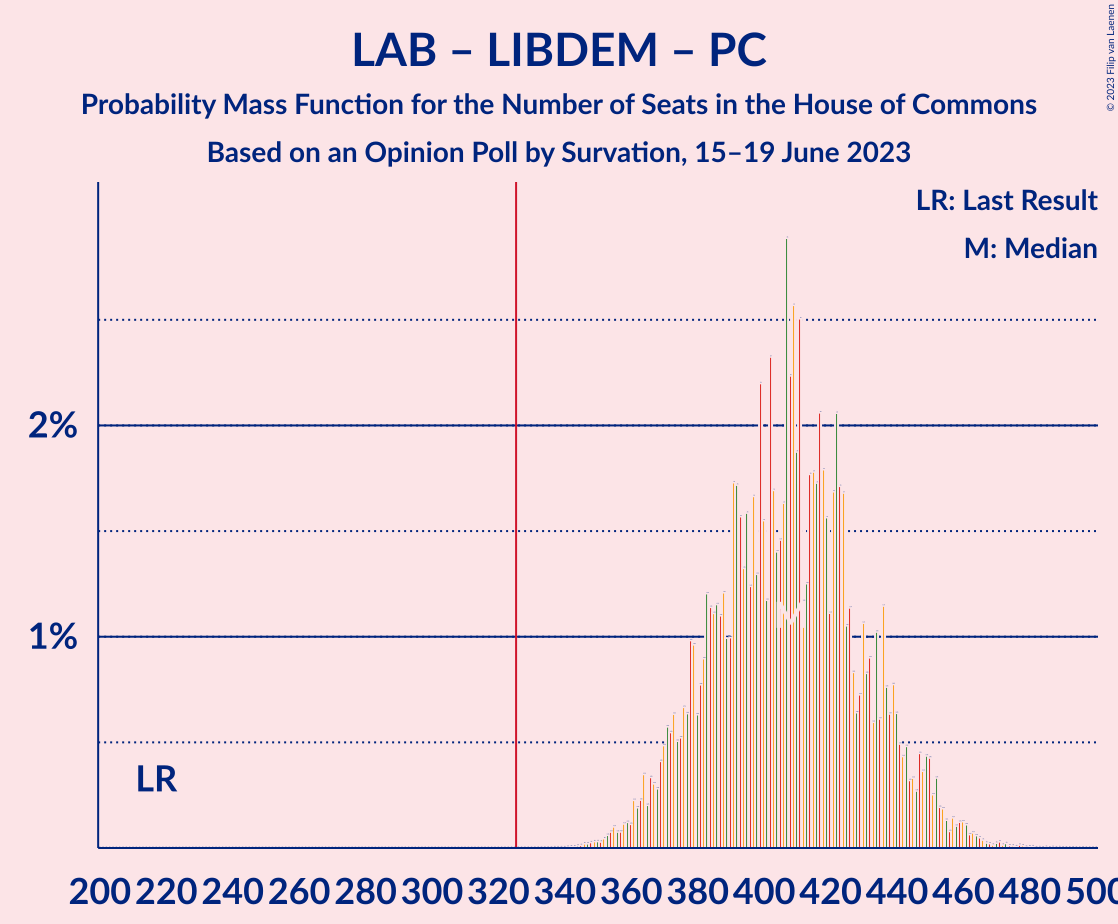 LAB – LIBDEM – PC
Probability Mass Function for the Number of Seats in the House of Commons
Based on an Opinion Poll by Survation, 15–19 June 2023
© 2023 Filip van Laenen
LR: Last Result
M: Median
2%
1%
LR
M
200 220 240 260 280 300 320 340 360 380 400 420 440 460 480 500